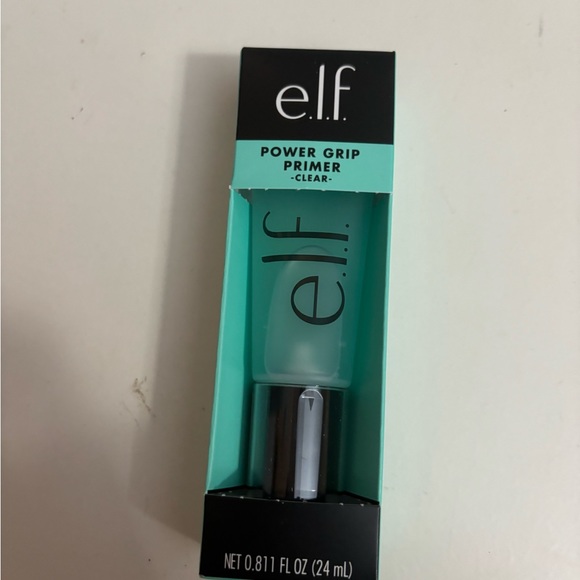 e.l.f.
POWER GRIP
PRIMER
-CLEAR-
e.l.f.
NET 0.811 FL OZ (24 mL)